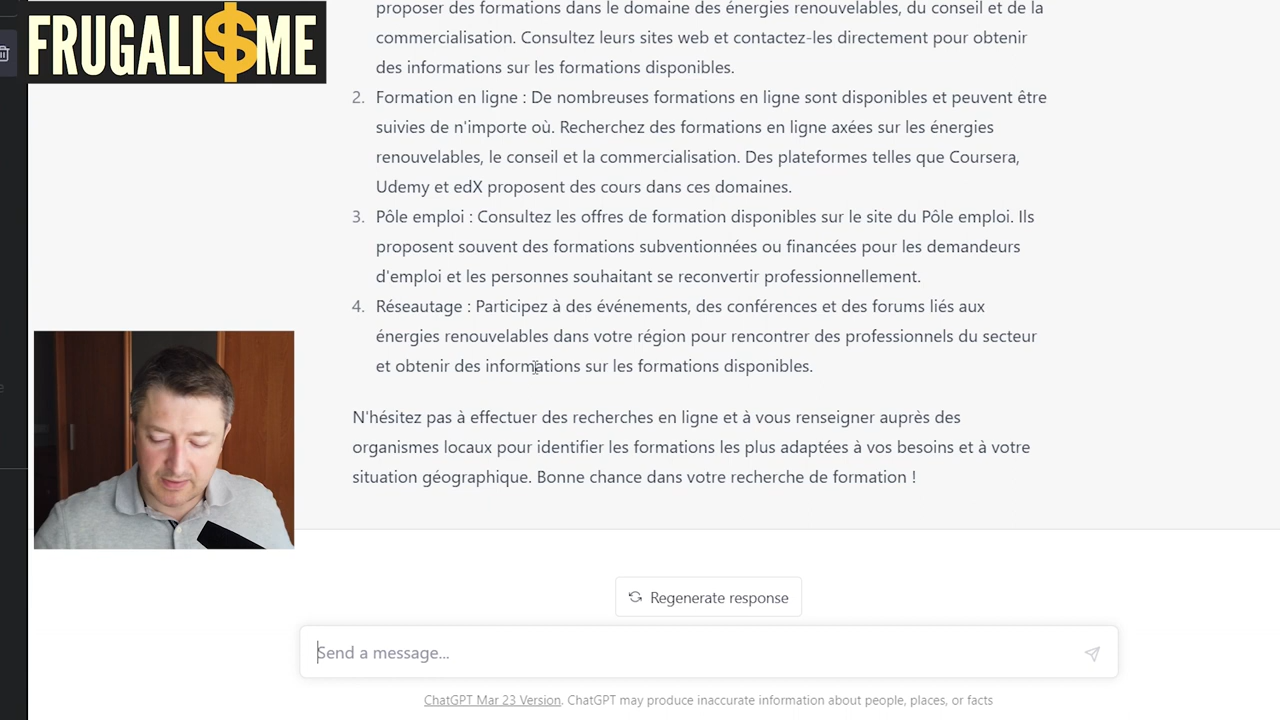 FRUGALI$ME
proposer des formations dans le domaine des énergies renouvelables, du conseil et de la
commercialisation. Consultez leurs sites web et contactez-les directement pour obtenir
des informations sur les formations disponibles.
2. Formation en ligne : De nombreuses formations en ligne sont disponibles et peuvent être
suivies de n'importe où. Recherchez des formations en ligne axées sur les énergies
renouvelables, le conseil et la commercialisation. Des plateformes telles que Coursera,
Udemy et edX proposent des cours dans ces domaines.
3. Pôle emploi : Consultez les offres de formation disponibles sur le site du Pôle emploi. Ils
proposent souvent des formations subventionnées ou financées pour les demandeurs
d'emploi et les personnes souhaitant se reconvertir professionnellement.
4. Réseautage : Participez à des événements, des conférences et des forums liés aux
énergies renouvelables dans votre région pour rencontrer des professionnels du secteur
et obtenir des informations sur les formations disponibles.
N'hésitez pas à effectuer des recherches en ligne et à vous renseigner auprès des
organismes locaux pour identifier les formations les plus adaptées à vos besoins et à votre
situation géographique. Bonne chance dans votre recherche de formation !
Regenerate response
Send a message...
ChatGPT Mar 23 Version. ChatGPT may produce inaccurate information about people, places, or facts